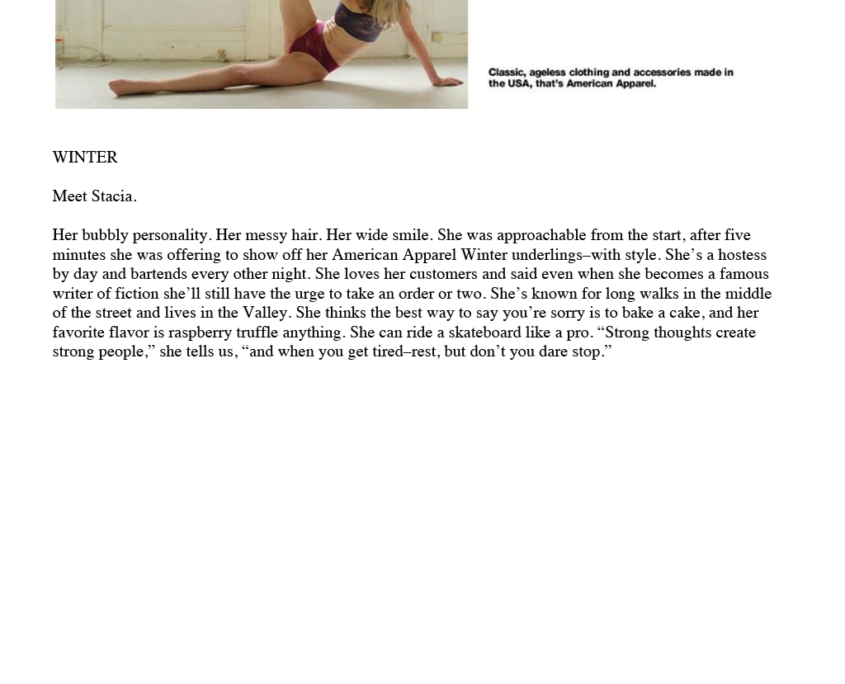 Classic, ageless clothing and accessories made in
the USA, that's American Apparel.
WINTER
Meet Stacia.
Her bubbly personality. Her messy hair. Her wide smile. She was approachable from the start, after five
minutes she was offering to show off her American Apparel Winter underlings–with style. She’s a hostess
by day and bartends every other night. She loves her customers and said even when she becomes a famous
writer of fiction she’ll still have the urge to take an order or two. She’s known for long walks in the middle
of the street and lives in the Valley. She thinks the best way to say you’re sorry is to bake a cake, and her
favorite flavor is raspberry truffle anything. She can ride a skateboard like a pro. “Strong thoughts create
strong people,” she tells us, “and when you get tired–rest, but don’t you dare stop.”